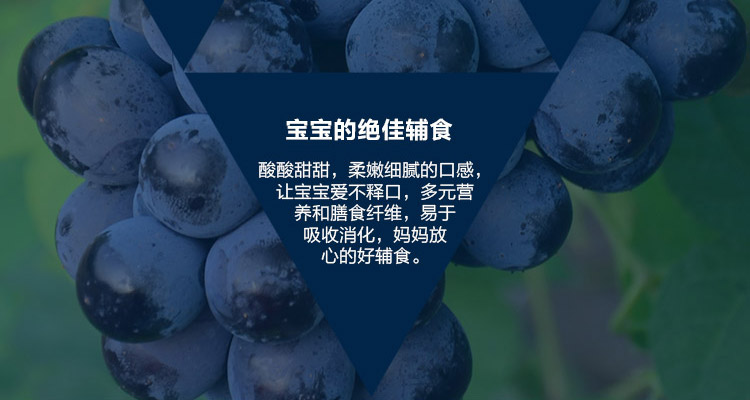 宝宝的绝佳辅食
酸酸甜甜，柔嫩细腻的口感，
让宝宝爱不释口，多元营
养和膳食纤维，易于
吸收消化，妈妈放
心的好辅食。